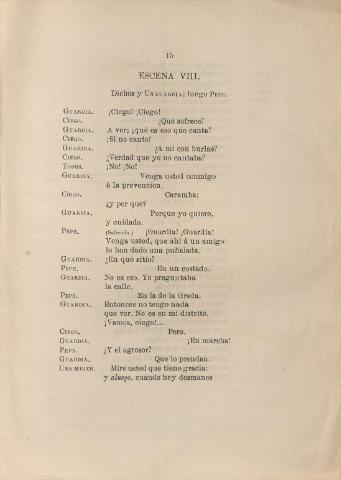 15
ESCENA VIII.
Dichos y UN GUARDIA; luego PEPE.
GUARDIA. ¡Ciego! ¡Ciego!
CIEGO. ¿Qué sofrece?
GUARDIA. A ver; ¿qué es eso que canta?
CIEGO. ¡Si no canto!
GUARDIA. ¿A mí con burlas?
CIEGO. ¿Verdad que yo no cantaba?
TODOS. ¡No! ¡No!
GUARDIA. Venga usted conmigo
á la prevención.
CIEGO. Caramba;
¿y por qué?
GUARDIA. Porque yo quiero,
y cuidado.
PEPE. (Saliendo.) ¡Guardia! ¡Guardia!
Venga usted, que ahí á un amigo
le han dado una puñalada.
GUARDIA. ¿En qué sitio?
PEPE. En un costado.
GUARDIA. No es eso. Yo preguntaba
la calle.
PEPE. En la de la Greda.
GUARDIA. Entonces no tengo nada
que ver. No es en mi distrito.
¡Vamos, ciego!...
CIEGO. Pero,
GUARDIA. ¡En marcha!
PEPE. ¿Y el agresor?
GUARDIA. Que lo prendan.
UNA MUJER. Mire usted que tiene gracia:
y aluego, cuando hay desmanes